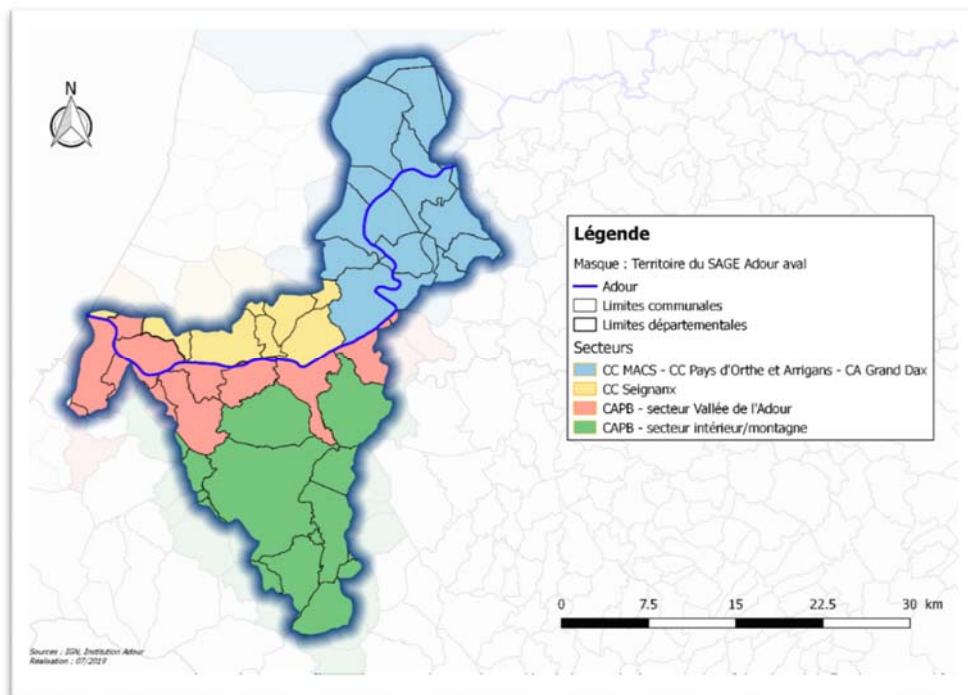 N
Légende
Masque : Territoire du SAGE Adour aval
Adour
Limites communales
Limites départementales
Secteurs
CC MACS - CC Pays d'Orthe et Arrigans - CA Grand Dax
CC Seignanx
CAPB - secteur Vallée de l'Adour
CAPB - secteur intérieur/montagne
0 7.5 15 22.5 30 km
Sources : IGN, Institution Adour
Réalisation : 07/2019